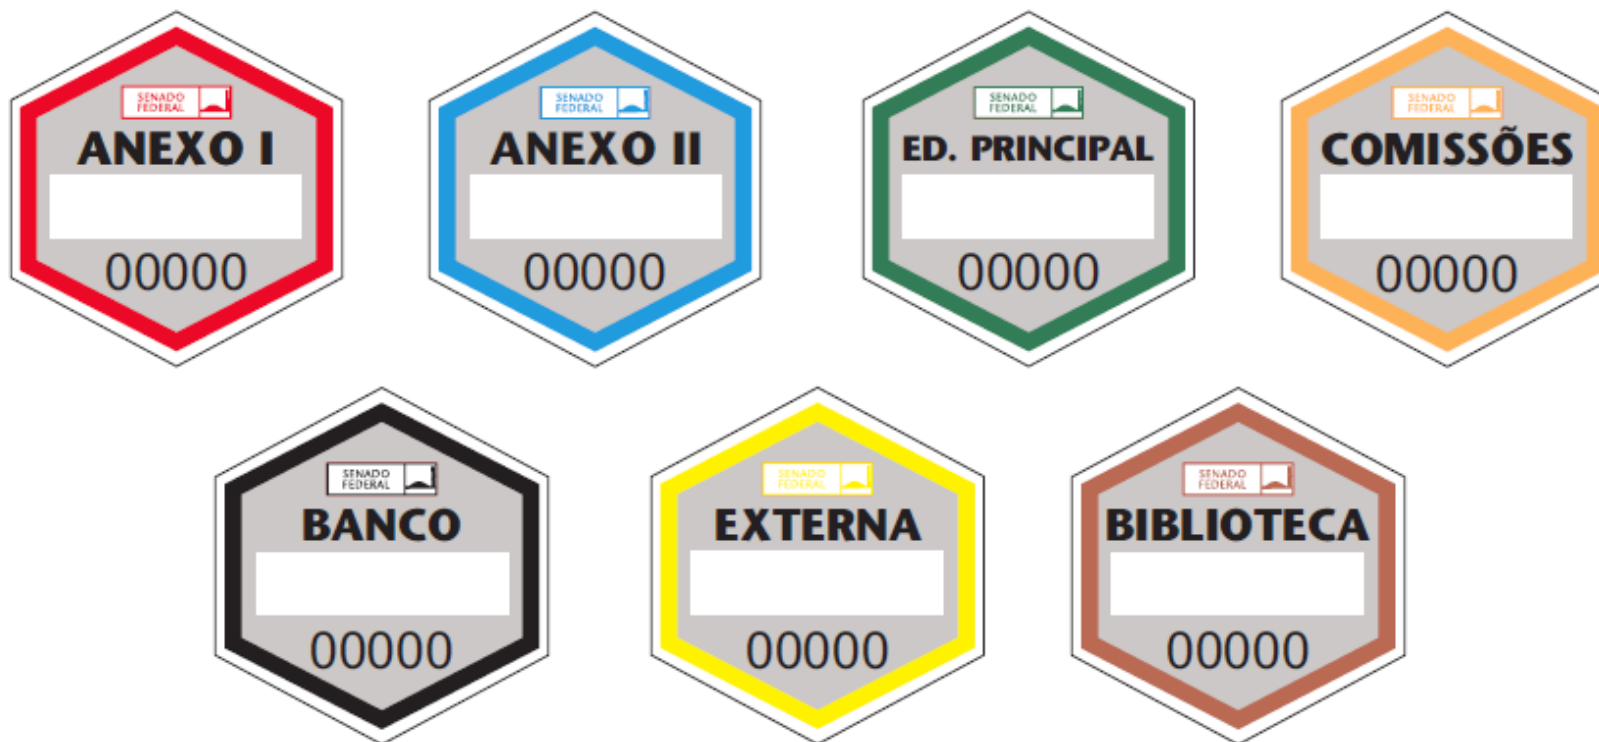 SENADO
FEDERAL
ANEXO I
00000
SENADO
FEDERAL
ANEXO II
00000
SENADO
FEDERAL
ED. PRINCIPAL
00000
SENADO
FEDERAL
COMISSÕES
00000
SENADO
FEDERAL
BANCO
00000
SENADO
FEDERAL
EXTERNA
00000
SENADO
FEDERAL
BIBLIOTECA
00000